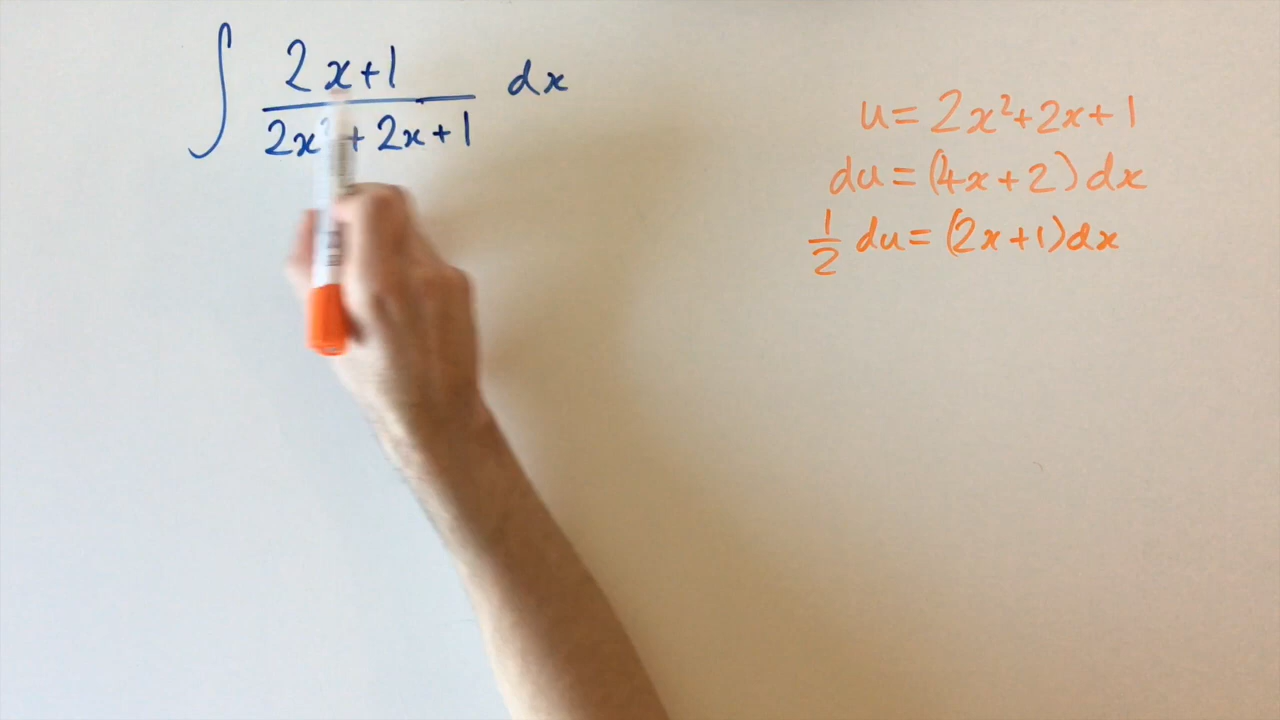 ∫ (2x+1)/(2x²+2x+1) dx
u=2x²+2x+1
du=(4x+2)dx
1/2 du=(2x+1)dx